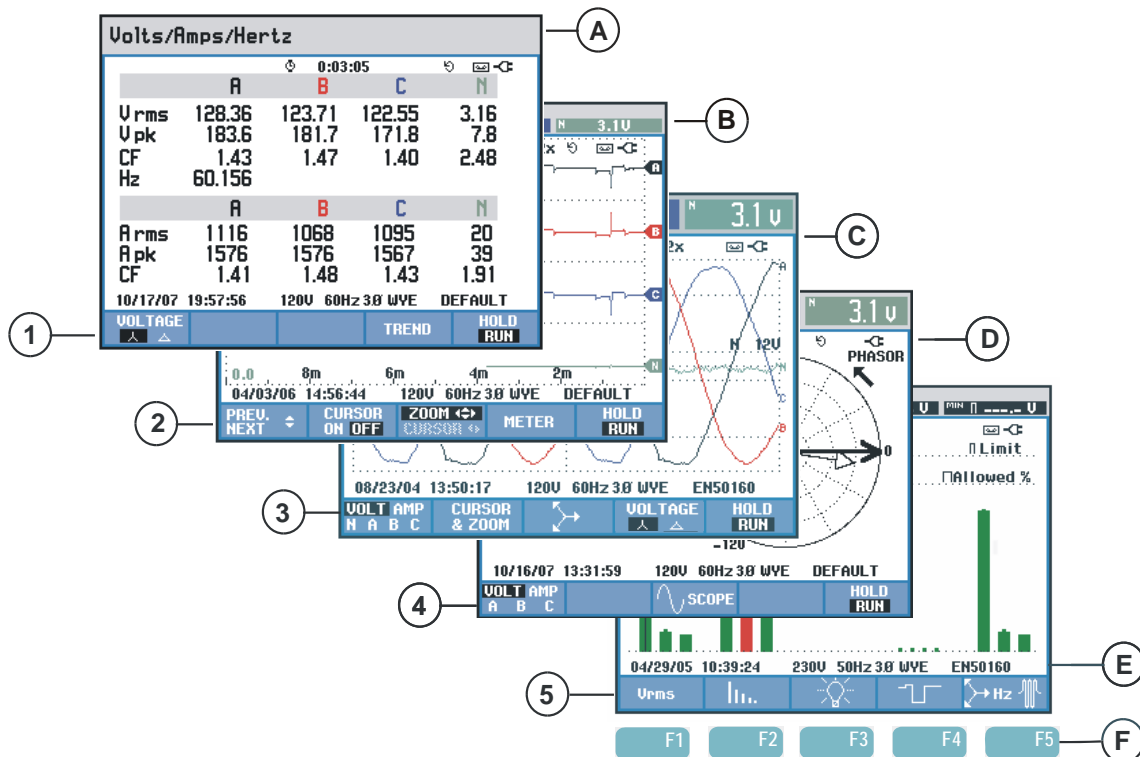 Volts/Amps/Hertz
A
0:03:05
A B C N
Vrms 128.36 123.71 122.55 3.16
Vpk 183.6 181.7 171.8 7.8
CF 1.43 1.47 1.40 2.48
Hz 60.156
A B C N
Arms 1116 1068 1095 20
Apk 1576 1576 1567 39
CF 1.41 1.48 1.43 1.91
10/17/07 19:57:56 120V 60Hz 3Ø WYE DEFAULT
1
VOLTAGE TREND HOLD
RUN
N 3.1V
B
x
A
B
C
N
0.0 8m 6m 4m 2m
04/03/06 14:56:44 120V 60Hz 3Ø WYE DEFAULT
2
PREV. CURSOR ZOOM METER HOLD
NEXT ON OFF CURSOR RUN
N 3.1 V
C
2x
A
N 12V
N
C
B
08/23/04 13:50:17 120V 60Hz 3Ø WYE EN50160
3
VOLT AMP CURSOR VOLTAGE HOLD
N A B C & ZOOM RUN
N 3.1 V
D
PHASOR
0
-120
10/16/07 13:31:59 120V 60Hz 3Ø WYE DEFAULT
4
VOLT AMP SCOPE HOLD
A B C RUN
V MIN ---.- V
Limit
Allowed %
E
04/29/05 10:39:24 230V 50Hz 3Ø WYE EN50160
5
Vrms Hz
F1 F2 F3 F4 F5
F